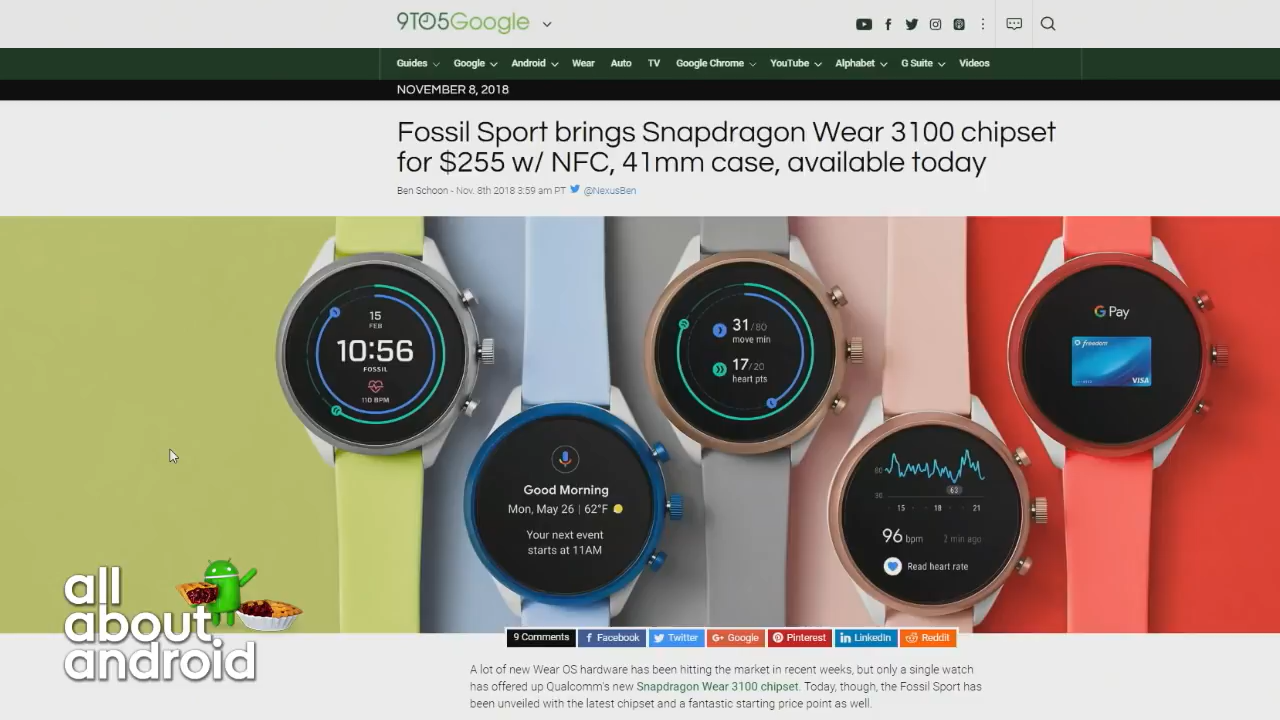 9TO5Google
Guides Google Android Wear Auto TV Google Chrome YouTube Alphabet G Suite Videos
NOVEMBER 8, 2018
Fossil Sport brings Snapdragon Wear 3100 chipset
for $255 w/ NFC, 41mm case, available today
Ben Schoon - Nov. 8th 2018 3:59 am PT @NexusBen
15
FEB
10:56
FOSSIL
110 BPM
31/80
move min
17/20
heart pts
G Pay
freedom
VISA
Good Morning
Mon, May 26 | 62°F
Your next event
starts at 11AM
60
63
30
15 18 21
96 bpm 2 min ago
Read heart rate
all
about
android
9 Comments Facebook Twitter G+ Google Pinterest LinkedIn Reddit
A lot of new Wear OS hardware has been hitting the market in recent weeks, but only a single watch
has offered up Qualcomm's new Snapdragon Wear 3100 chipset. Today, though, the Fossil Sport has
been unveiled with the latest chipset and a fantastic starting price point as well.